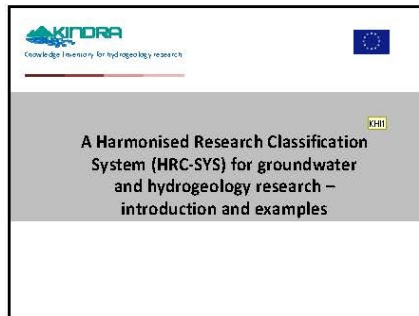 KINDRA
Knowledge Inventory for hydrogeology research
KHI1
A Harmonised Research Classification
System (HRC-SYS) for groundwater
and hydrogeology research –
introduction and examples